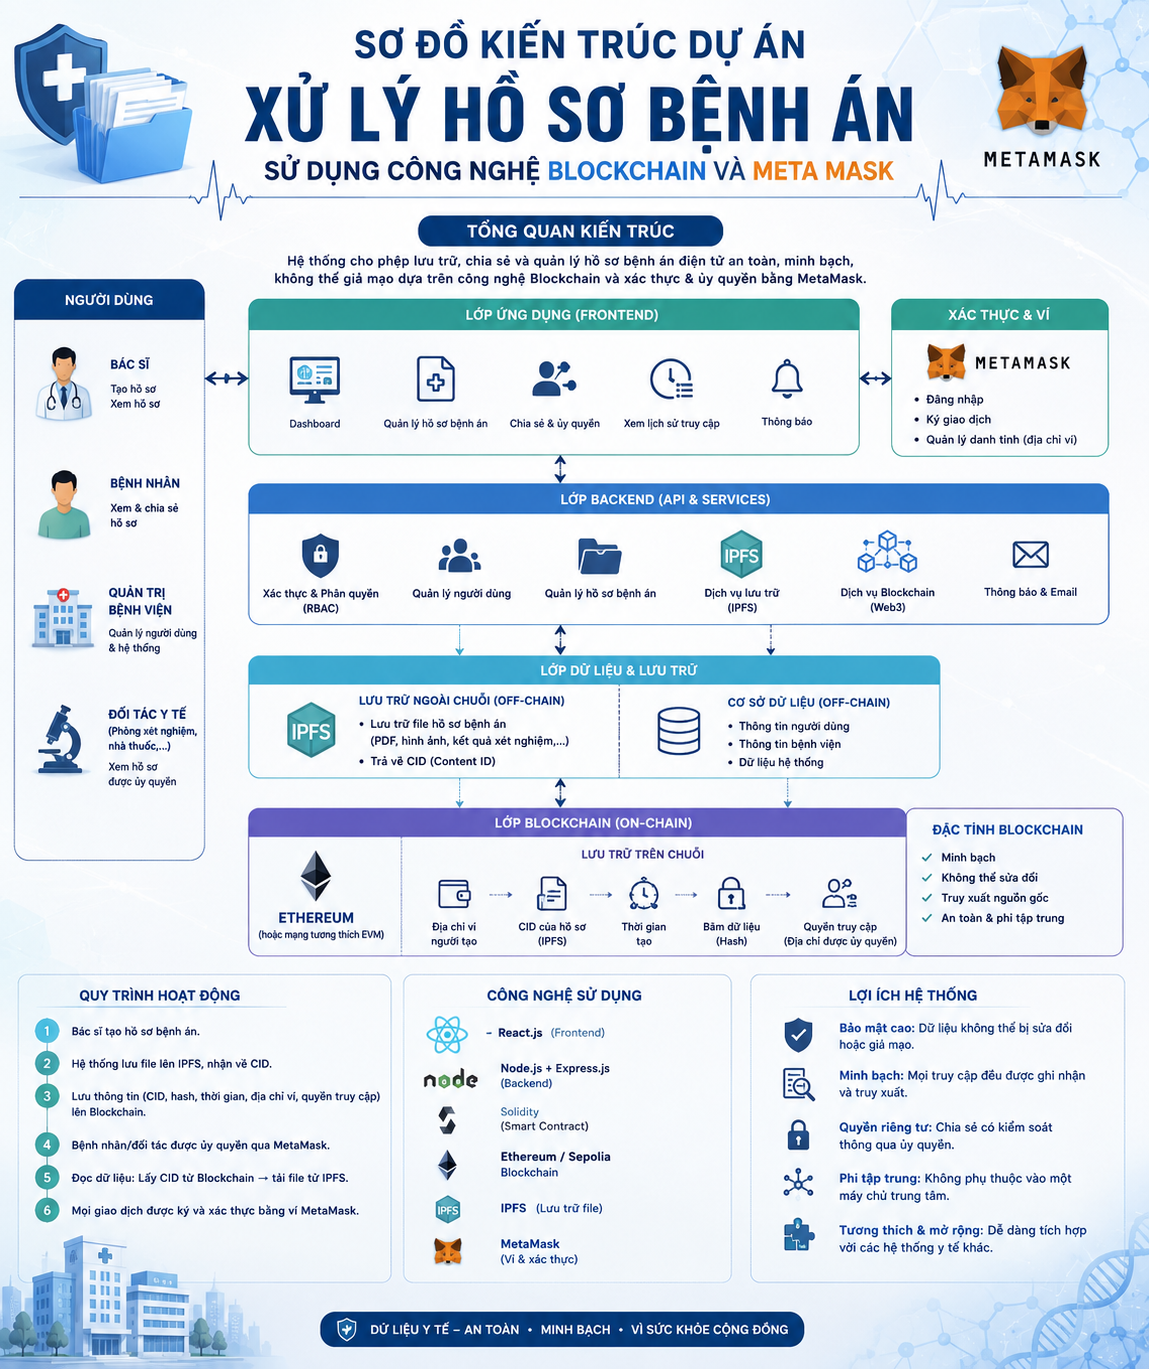 SƠ ĐỒ KIẾN TRÚC DỰ ÁN
XỬ LÝ HỒ SƠ BỆNH ÁN
SỬ DỤNG CÔNG NGHỆ BLOCKCHAIN VÀ META MASK
METAMASK
TỔNG QUAN KIẾN TRÚC
Hệ thống cho phép lưu trữ, chia sẻ và quản lý hồ sơ bệnh án điện tử an toàn, minh bạch,
không thể giả mạo dựa trên công nghệ Blockchain và xác thực & ủy quyền bằng MetaMask.
NGƯỜI DÙNG
BÁC SĨ
Tạo hồ sơ
Xem hồ sơ
BỆNH NHÂN
Xem & chia sẻ
hồ sơ
QUẢN TRỊ
BỆNH VIỆN
Quản lý người dùng
& hệ thống
ĐỐI TÁC Y TẾ
(Phòng xét nghiệm,
nhà thuốc,...)
Xem hồ sơ
được ủy quyền
LỚP ỨNG DỤNG (FRONTEND)
Dashboard
Quản lý hồ sơ bệnh án
Chia sẻ & ủy quyền
Xem lịch sử truy cập
Thông báo
XÁC THỰC & VÍ
METAMASK
• Đăng nhập
• Ký giao dịch
• Quản lý danh tính (địa chỉ ví)
LỚP BACKEND (API & SERVICES)
Xác thực & Phân quyền
(RBAC)
Quản lý người dùng
Quản lý hồ sơ bệnh án
IPFS
Dịch vụ lưu trữ
(IPFS)
Dịch vụ Blockchain
(Web3)
Thông báo & Email
LỚP DỮ LIỆU & LƯU TRỮ
IPFS
LƯU TRỮ NGOÀI CHUỖI (OFF-CHAIN)
• Lưu trữ file hồ sơ bệnh án
(PDF, hình ảnh, kết quả xét nghiệm,...)
• Trả về CID (Content ID)
CƠ SỞ DỮ LIỆU (OFF-CHAIN)
• Thông tin người dùng
• Thông tin bệnh viện
• Dữ liệu hệ thống
LỚP BLOCKCHAIN (ON-CHAIN)
ETHEREUM
(hoặc mạng tương thích EVM)
LƯU TRỮ TRÊN CHUỖI
Địa chỉ ví
người tạo
CID của hồ sơ
(IPFS)
Thời gian
tạo
Băm dữ liệu
(Hash)
Quyền truy cập
(Địa chỉ được ủy quyền)
ĐẶC TÍNH BLOCKCHAIN
✓ Minh bạch
✓ Không thể sửa đổi
✓ Truy xuất nguồn gốc
✓ An toàn & phi tập trung
QUY TRÌNH HOẠT ĐỘNG
1 Bác sĩ tạo hồ sơ bệnh án.
2 Hệ thống lưu file lên IPFS, nhận về CID.
3 Lưu thông tin (CID, hash, thời gian, địa chỉ ví, quyền truy cập)
lên Blockchain.
4 Bệnh nhân/đối tác được ủy quyền qua MetaMask.
5 Đọc dữ liệu: Lấy CID từ Blockchain → tải file từ IPFS.
6 Mọi giao dịch được ký và xác thực bằng ví MetaMask.
CÔNG NGHỆ SỬ DỤNG
– React.js (Frontend)
node
Node.js + Express.js
(Backend)
Solidity
(Smart Contract)
Ethereum / Sepolia
Blockchain
IPFS
IPFS (Lưu trữ file)
MetaMask
(Ví & xác thực)
LỢI ÍCH HỆ THỐNG
Bảo mật cao: Dữ liệu không thể bị sửa đổi
hoặc giả mạo.
Minh bạch: Mọi truy cập đều được ghi nhận
và truy xuất.
Quyền riêng tư: Chia sẻ có kiểm soát
thông qua ủy quyền.
Phi tập trung: Không phụ thuộc vào một
máy chủ trung tâm.
Tương thích & mở rộng: Dễ dàng tích hợp
với các hệ thống y tế khác.
DỮ LIỆU Y TẾ – AN TOÀN • MINH BẠCH • VÌ SỨC KHỎE CỘNG ĐỒNG